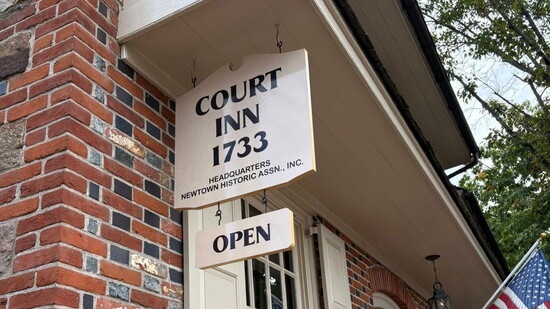 COURT
INN
1733
HEADQUARTERS
NEWTOWN HISTORIC ASSN., INC.
OPEN